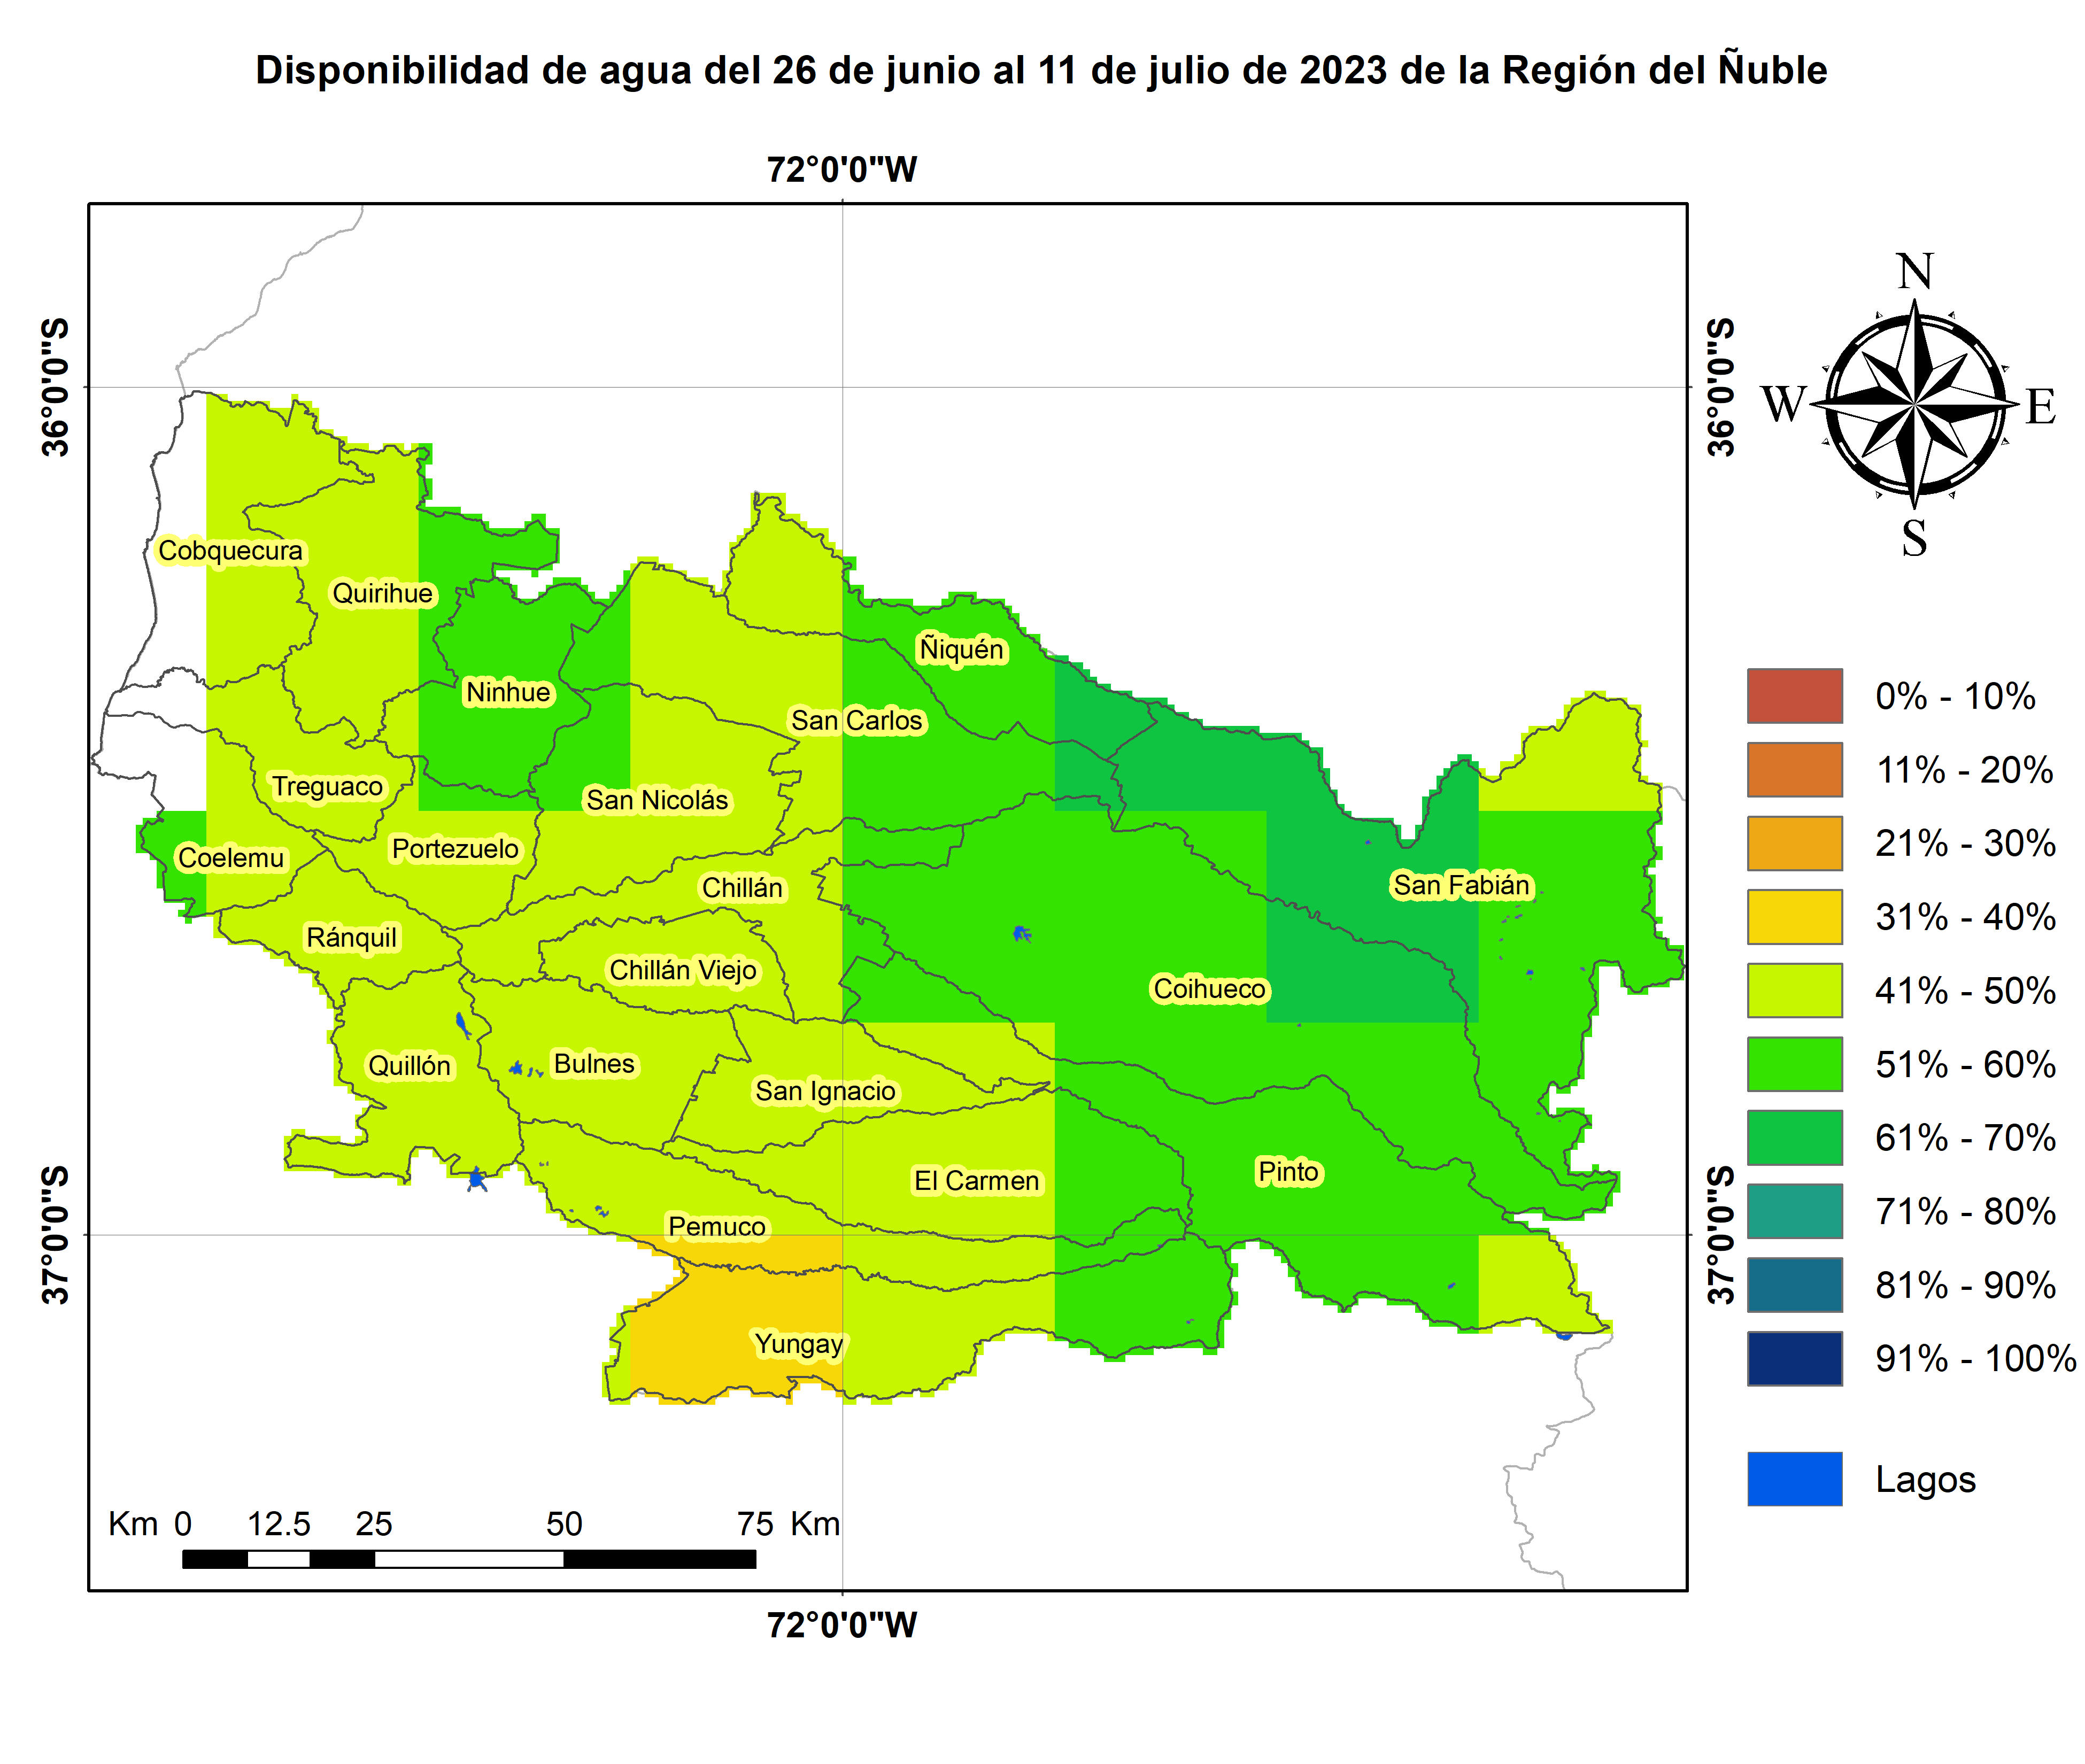 Disponibilidad de agua del 26 de junio al 11 de julio de 2023 de la Región del Ñuble
72°0'0"W
36°0'0"S
36°0'0"S
N
W
E
S
Cobquecura
Quirihue
Ñiquén
Ninhue
San Carlos
Treguaco
San Nicolás
Portezuelo
Coelemu
Chillán
San Fabián
Ránquil
Chillán Viejo
Coihueco
Quillón
Bulnes
San Ignacio
El Carmen
Pinto
Pemuco
Yungay
37°0'0"S
37°0'0"S
0% - 10%
11% - 20%
21% - 30%
31% - 40%
41% - 50%
51% - 60%
61% - 70%
71% - 80%
81% - 90%
91% - 100%
Lagos
Km 0 12.5 25 50 75 Km
72°0'0"W